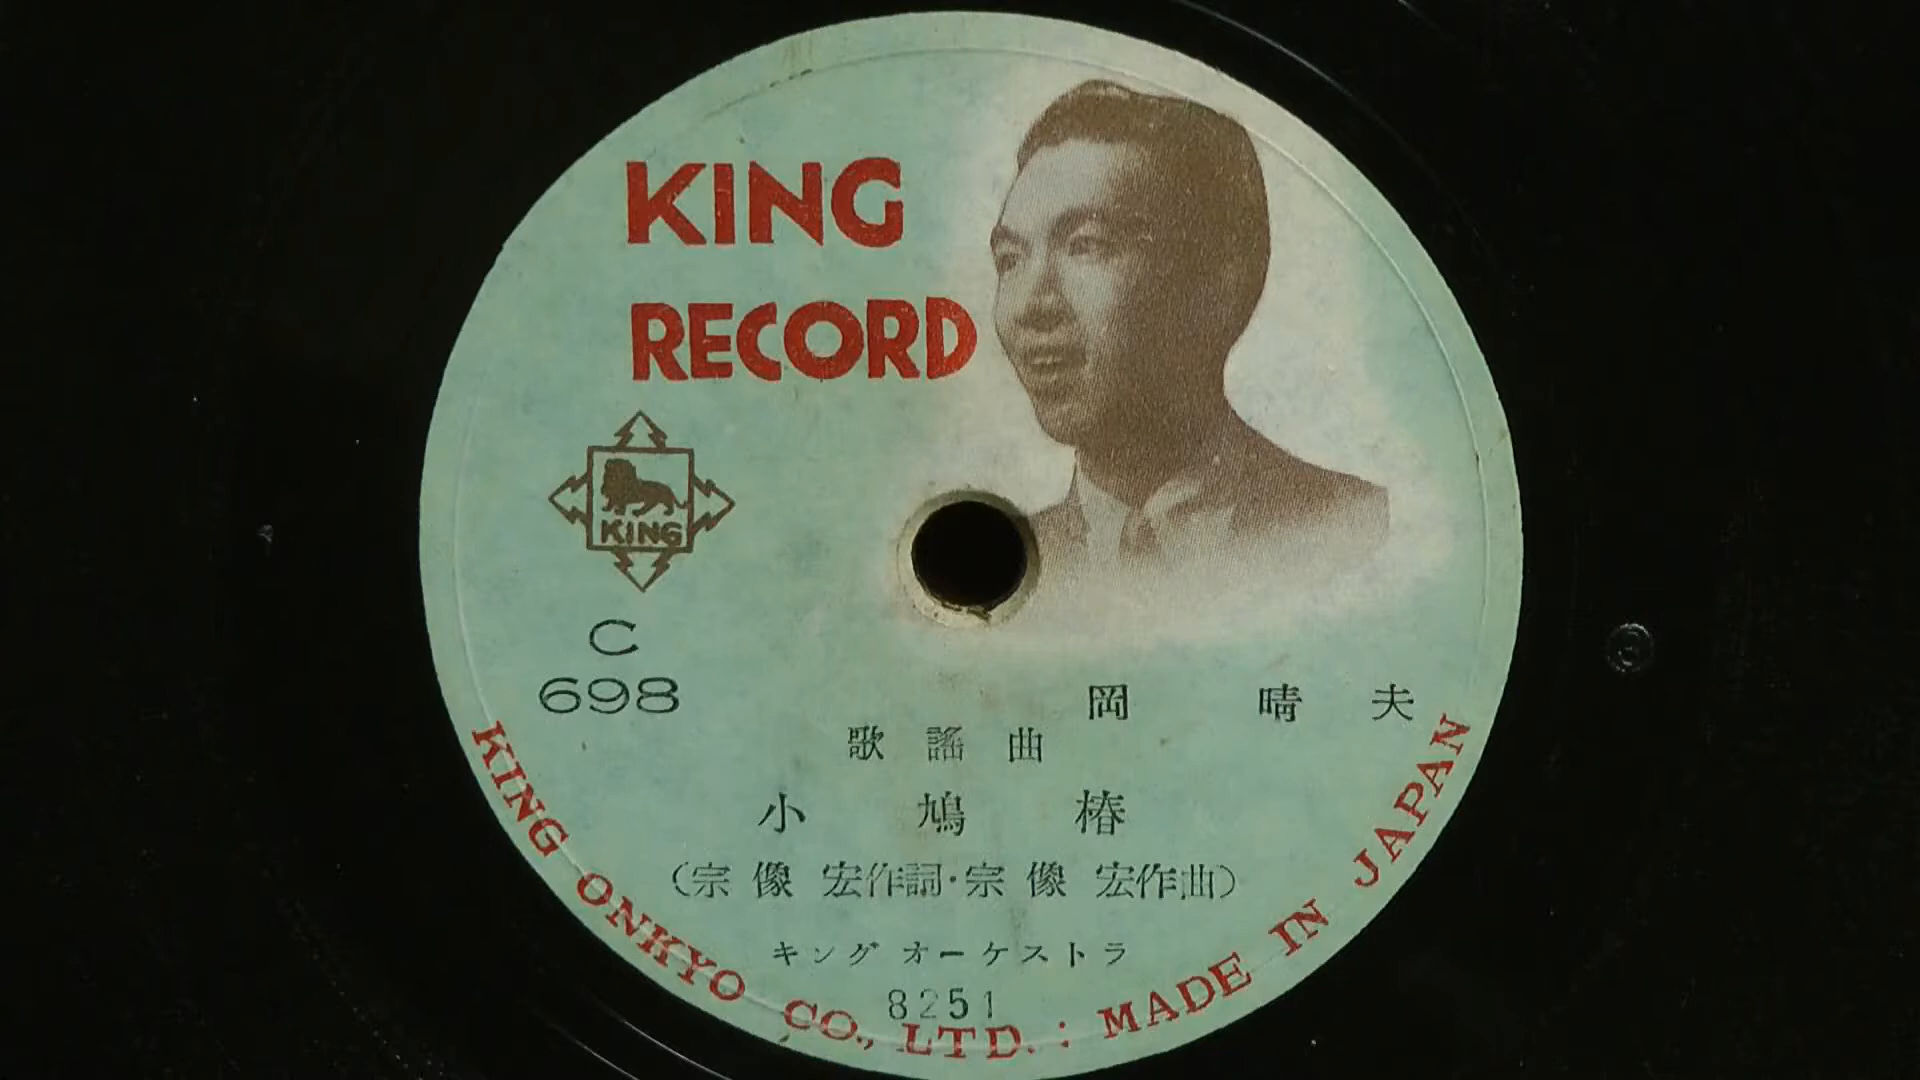 KING
RECORD
KING
C
698
岡 晴 夫
歌 謡 曲
小 鳩 椿
(宗 像 宏作詞・宗 像 宏作曲)
キング オーケストラ
8251
KING ONKYO CO., LTD. : MADE IN JAPAN